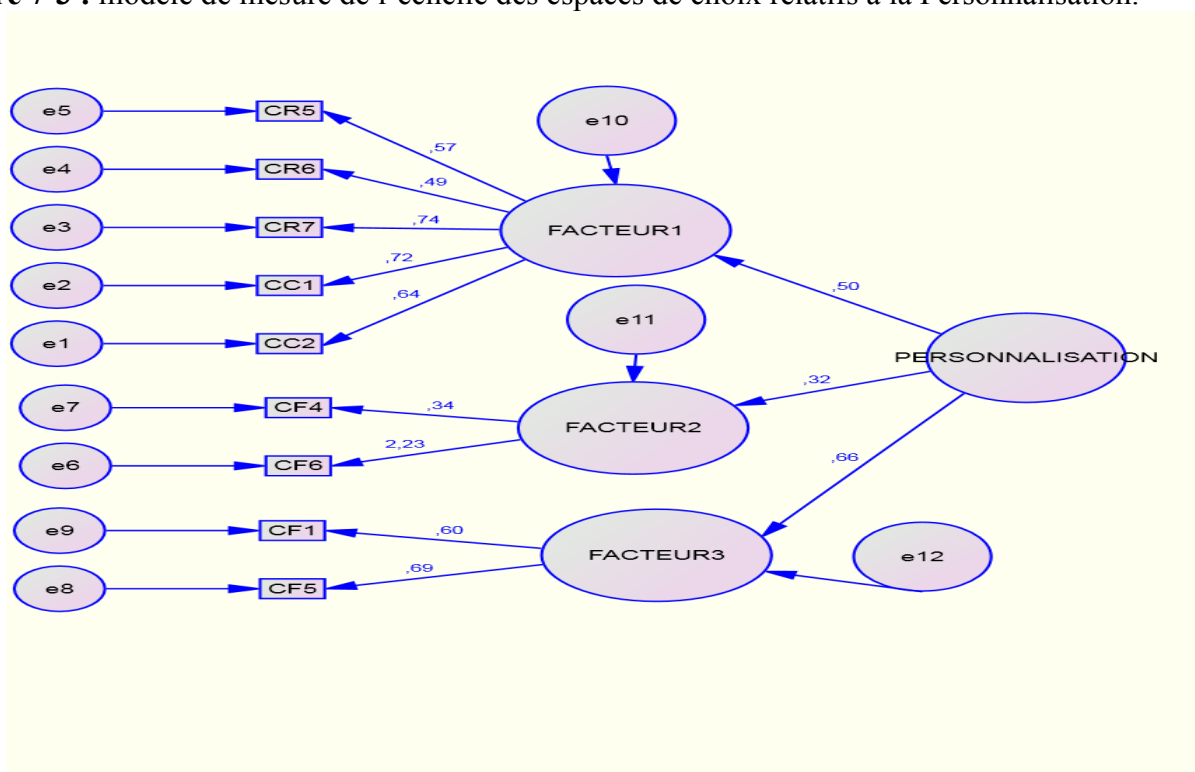 7-3 : modèle de mesure de l'échelle des espaces de choix relatifs à la Personnalisation.
e5 CR5 e10
,57
e4 CR6 ,49
e3 CR7 ,74 FACTEUR1
e2 CC1 ,72 ,50
,64 e11
e1 CC2 PERSONNALISATION
,32
e7 CF4 ,34 FACTEUR2
2,23
e6 CF6 ,66
e9 CF1 ,60
FACTEUR3 e12
,69
e8 CF5